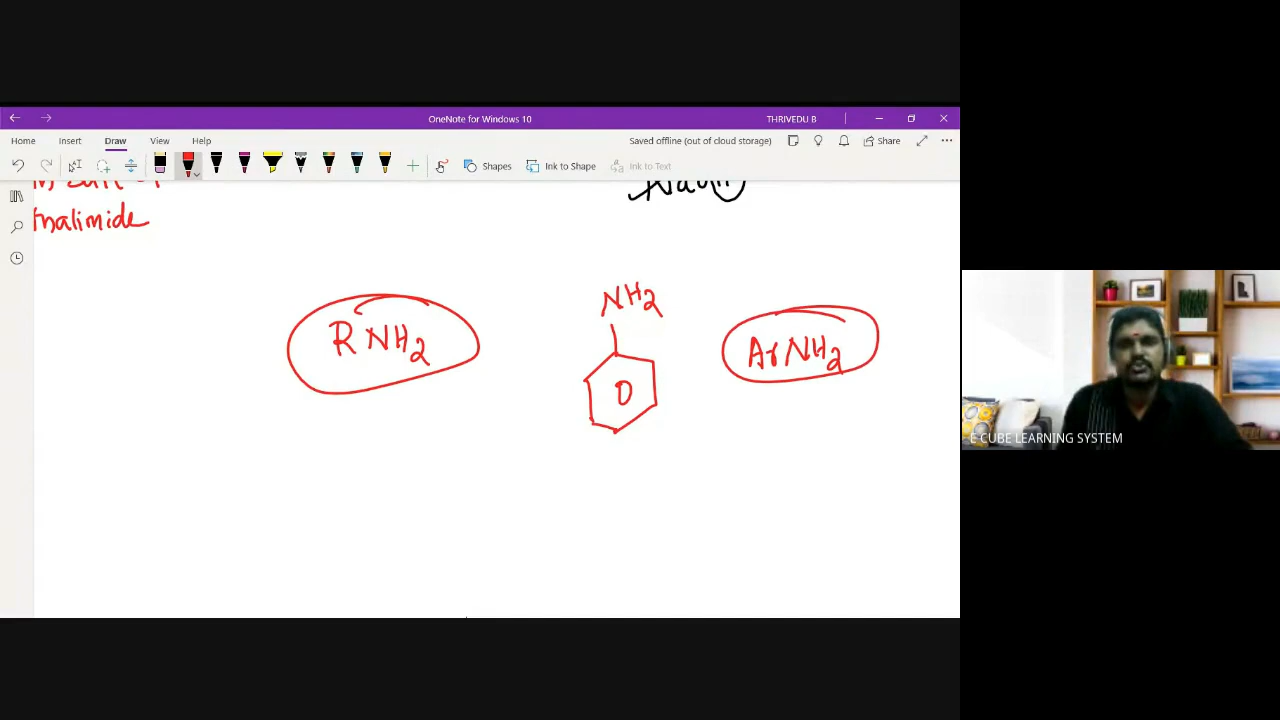 OneNote for Windows 10
THRIVEDU B
Home Insert Draw View Help
Saved offline (out of cloud storage)
Share
Shapes
Ink to Shape
Ink to Text
NH2
RNH2
ArNH2
E CUBE LEARNING SYSTEM